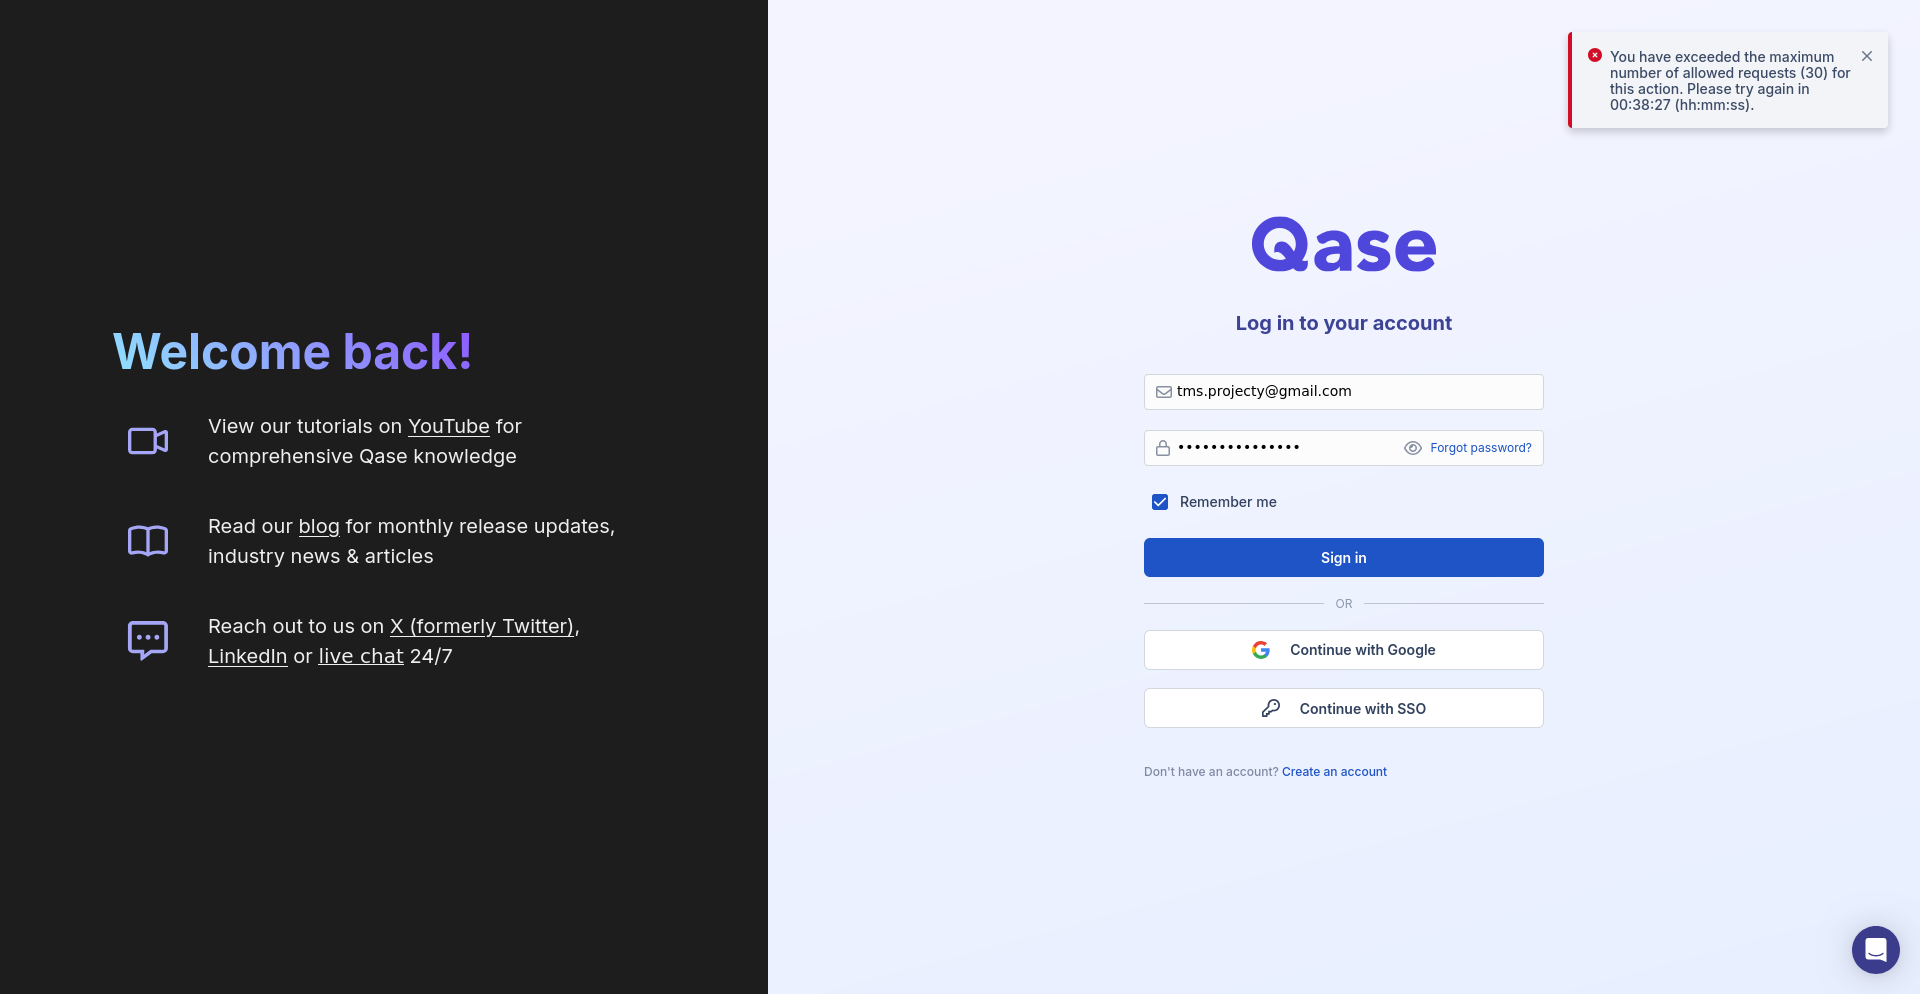 Welcome back!
View our tutorials on YouTube for
comprehensive Qase knowledge
Read our blog for monthly release updates,
industry news & articles
Reach out to us on X (formerly Twitter),
LinkedIn or live chat 24/7
You have exceeded the maximum
number of allowed requests (30) for
this action. Please try again in
00:38:27 (hh:mm:ss).
Qase
Log in to your account
tms.projecty@gmail.com
•••••••••••••••
Forgot password?
Remember me
Sign in
OR
Continue with Google
Continue with SSO
Don't have an account? Create an account